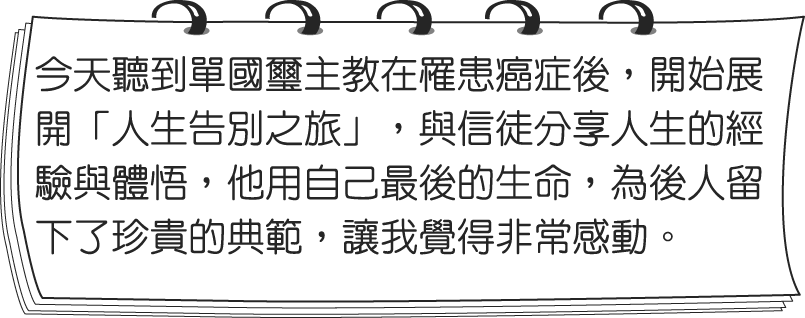 今天聽到單國璽主教在罹患癌症後，開始展
開「人生告別之旅」，與信徒分享人生的經
驗與體悟，他用自己最後的生命，為後人留
下了珍貴的典範，讓我覺得非常感動。